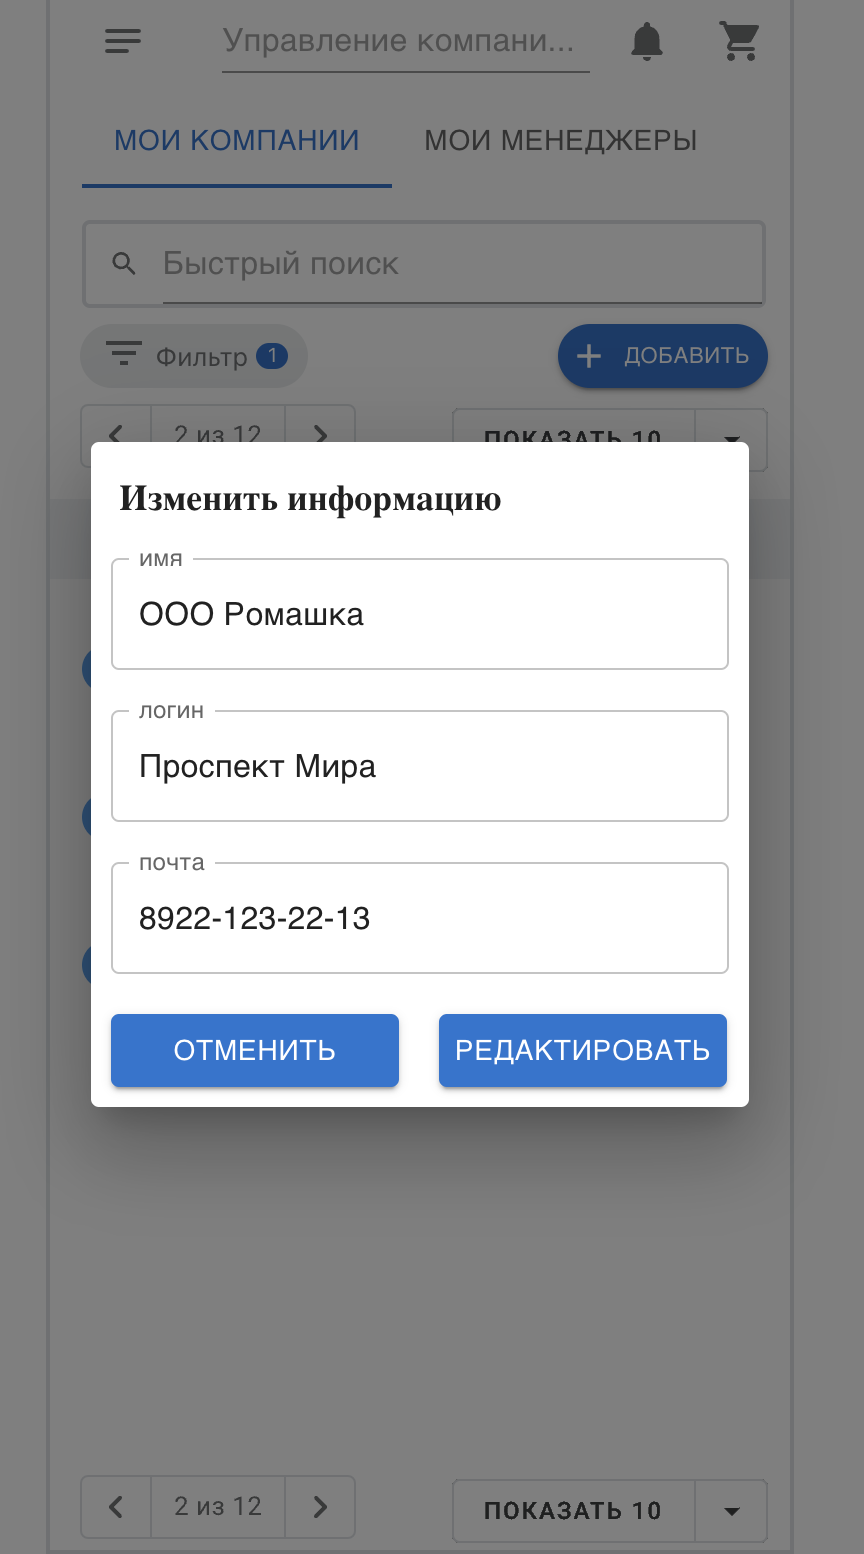 Управление компани...
МОИ КОМПАНИИ МОИ МЕНЕДЖЕРЫ
Быстрый поиск
Фильтр 1 ДОБАВИТЬ
2 из 12 ПОКАЗАТЬ 10
Изменить информацию
имя
ООО Ромашка
логин
Проспект Мира
почта
8922-123-22-13
ОТМЕНИТЬ РЕДАКТИРОВАТЬ
2 из 12 ПОКАЗАТЬ 10